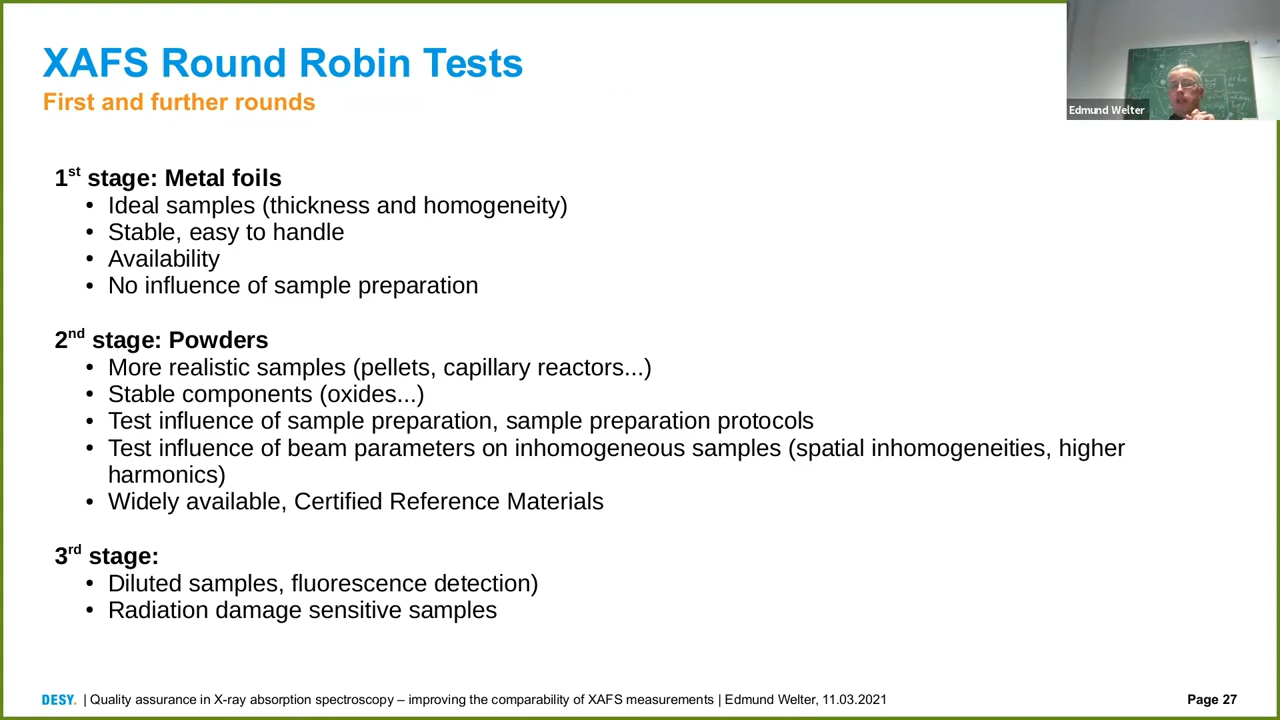 XAFS Round Robin Tests
First and further rounds
Edmund Welter
1st stage: Metal foils
• Ideal samples (thickness and homogeneity)
• Stable, easy to handle
• Availability
• No influence of sample preparation
2nd stage: Powders
• More realistic samples (pellets, capillary reactors...)
• Stable components (oxides...)
• Test influence of sample preparation, sample preparation protocols
• Test influence of beam parameters on inhomogeneous samples (spatial inhomogeneities, higher
harmonics)
• Widely available, Certified Reference Materials
3rd stage:
• Diluted samples, fluorescence detection)
• Radiation damage sensitive samples
DESY. | Quality assurance in X-ray absorption spectroscopy – improving the comparability of XAFS measurements | Edmund Welter, 11.03.2021 Page 27